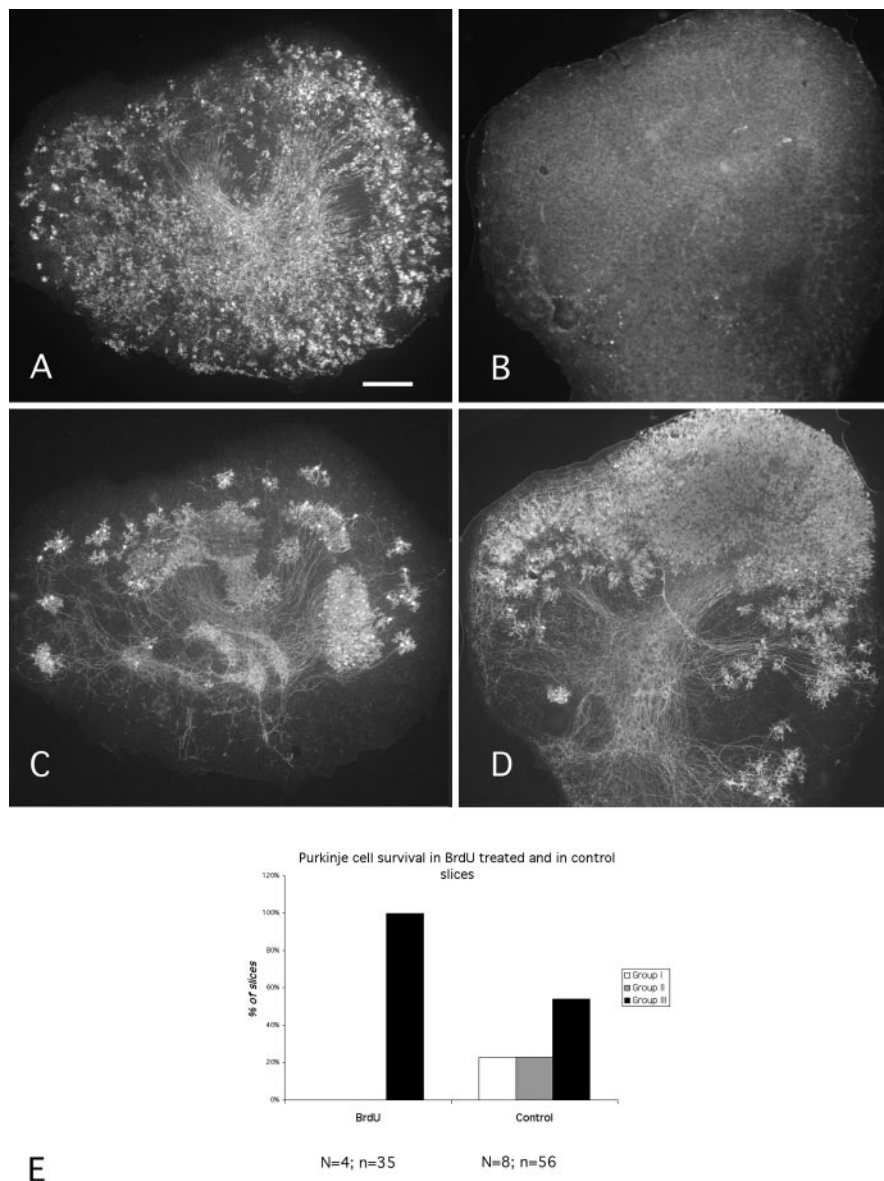 A
B
C
D
Purkinje cell survival in BrdU treated and in control
slices
120%
100%
80%
60%
40%
20%
0%
% of slices
Group I
Group II
Group III
BrdU
Control
N=4; n=35
N=8; n=56
E